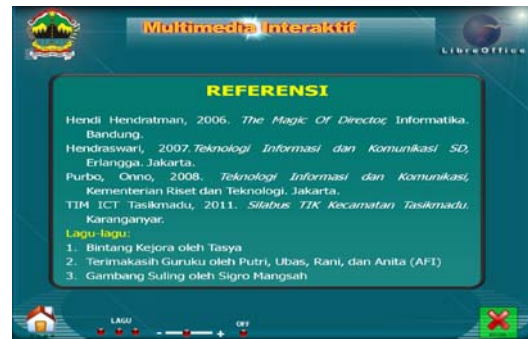 Multimedia Interaktif
LibreOffice
REFERENSI
Hendi Hendratman, 2006. The Magic Of Director, Informatika.
Bandung.
Hendraswari, 2007.Teknologi Informasi dan Komunikasi SD,
Erlangga. Jakarta.
Purbo, Onno, 2008. Teknologi Informasi dan Komunikasi,
Kementerian Riset dan Teknologi. Jakarta.
TIM ICT Tasikmadu, 2011. Silabus TIK Kecamatan Tasikmadu.
Karanganyar.
Lagu-lagu:
1. Bintang Kejora oleh Tasya
2. Terimakasih Guruku oleh Putri, Ubas, Rani, dan Anita (AFI)
3. Gambang Suling oleh Sigro Mangsah
LAGU
- +
OFF